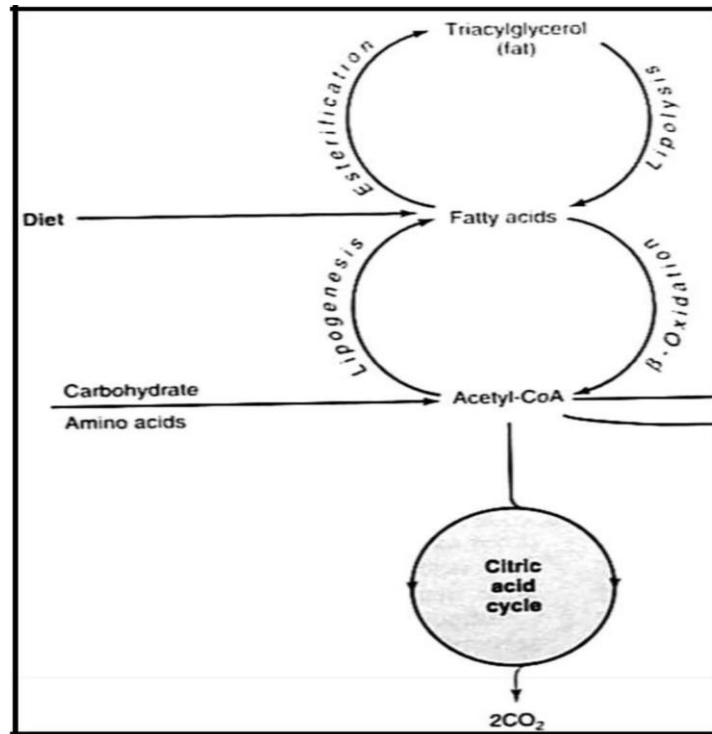 Triacylglycerol
(fat)
Esterification
Lipolysis
Diet
Fatty acids
Lipogenesis
β-Oxidation
Carbohydrate
Acetyl-CoA
Amino acids
Citric
acid
cycle
2CO₂